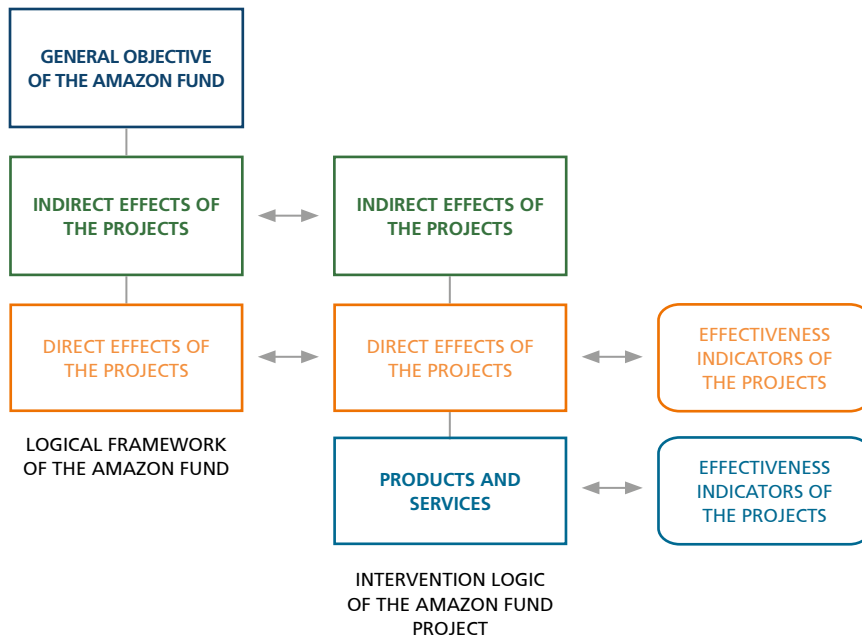 GENERAL OBJECTIVE
OF THE AMAZON FUND
INDIRECT EFFECTS OF
THE PROJECTS
INDIRECT EFFECTS OF
THE PROJECTS
DIRECT EFFECTS OF
THE PROJECTS
DIRECT EFFECTS OF
THE PROJECTS
EFFECTIVENESS
INDICATORS OF
THE PROJECTS
LOGICAL FRAMEWORK
OF THE AMAZON FUND
PRODUCTS AND
SERVICES
EFFECTIVENESS
INDICATORS OF
THE PROJECTS
INTERVENTION LOGIC
OF THE AMAZON FUND
PROJECT